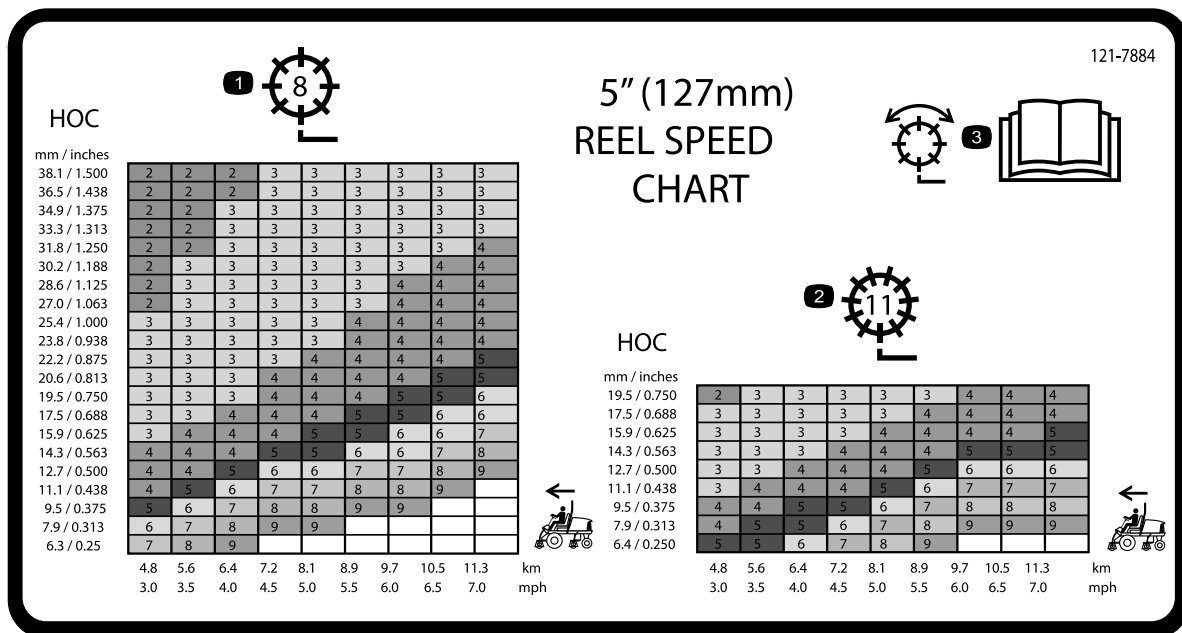 121-7884
5” (127mm)
REEL SPEED
CHART
1
8
3
HOC
mm / inches
38.1 / 1.500 2 2 2 3 3 3 3 3 3
36.5 / 1.438 2 2 2 3 3 3 3 3 3
34.9 / 1.375 2 2 3 3 3 3 3 3 3
33.3 / 1.313 2 2 3 3 3 3 3 3 3
31.8 / 1.250 2 2 3 3 3 3 3 3 4
30.2 / 1.188 2 3 3 3 3 3 3 4 4
28.6 / 1.125 2 3 3 3 3 3 4 4 4
27.0 / 1.063 2 3 3 3 3 3 4 4 4
25.4 / 1.000 3 3 3 3 3 4 4 4 4
23.8 / 0.938 3 3 3 3 3 4 4 4 4
22.2 / 0.875 3 3 3 3 4 4 4 4 5
20.6 / 0.813 3 3 3 4 4 4 4 5 5
19.5 / 0.750 3 3 3 4 4 4 5 5 6
17.5 / 0.688 3 3 4 4 4 5 5 6 6
15.9 / 0.625 3 4 4 4 5 5 6 6 7
14.3 / 0.563 4 4 4 5 5 6 6 7 8
12.7 / 0.500 4 4 5 6 6 7 7 8 9
11.1 / 0.438 4 5 6 7 7 8 8 9
9.5 / 0.375 5 6 7 8 8 9 9
7.9 / 0.313 6 7 8 9 9
6.3 / 0.25 7 8 9
4.8 5.6 6.4 7.2 8.1 8.9 9.7 10.5 11.3 km
3.0 3.5 4.0 4.5 5.0 5.5 6.0 6.5 7.0 mph
2
11
HOC
mm / inches
19.5 / 0.750 2 3 3 3 3 3 4 4 4
17.5 / 0.688 3 3 3 3 3 4 4 4 4
15.9 / 0.625 3 3 3 3 4 4 4 4 5
14.3 / 0.563 3 3 3 4 4 4 5 5 5
12.7 / 0.500 3 3 4 4 4 5 6 6 6
11.1 / 0.438 3 4 4 4 5 6 7 7 7
9.5 / 0.375 4 4 5 5 6 7 8 8 8
7.9 / 0.313 4 5 5 6 7 8 9 9 9
6.4 / 0.250 5 5 6 7 8 9
4.8 5.6 6.4 7.2 8.1 8.9 9.7 10.5 11.3 km
3.0 3.5 4.0 4.5 5.0 5.5 6.0 6.5 7.0 mph